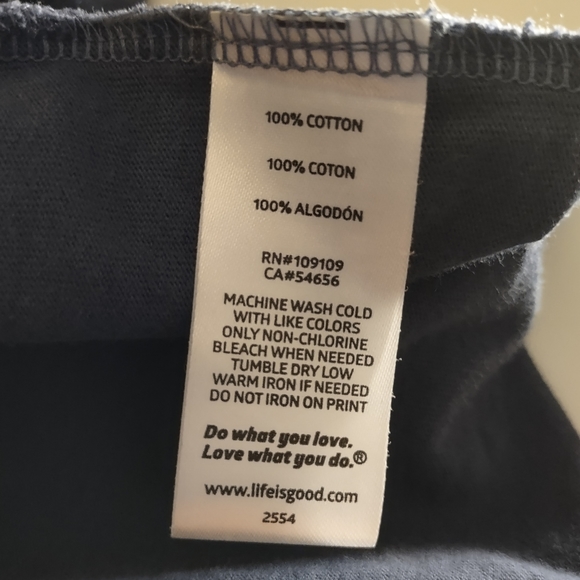 100% COTTON
100% COTON
100% ALGODÓN
RN#109109
CA#54656
MACHINE WASH COLD
WITH LIKE COLORS
ONLY NON-CHLORINE
BLEACH WHEN NEEDED
TUMBLE DRY LOW
WARM IRON IF NEEDED
DO NOT IRON ON PRINT
Do what you love.
Love what you do.®
www.lifeisgood.com
2554